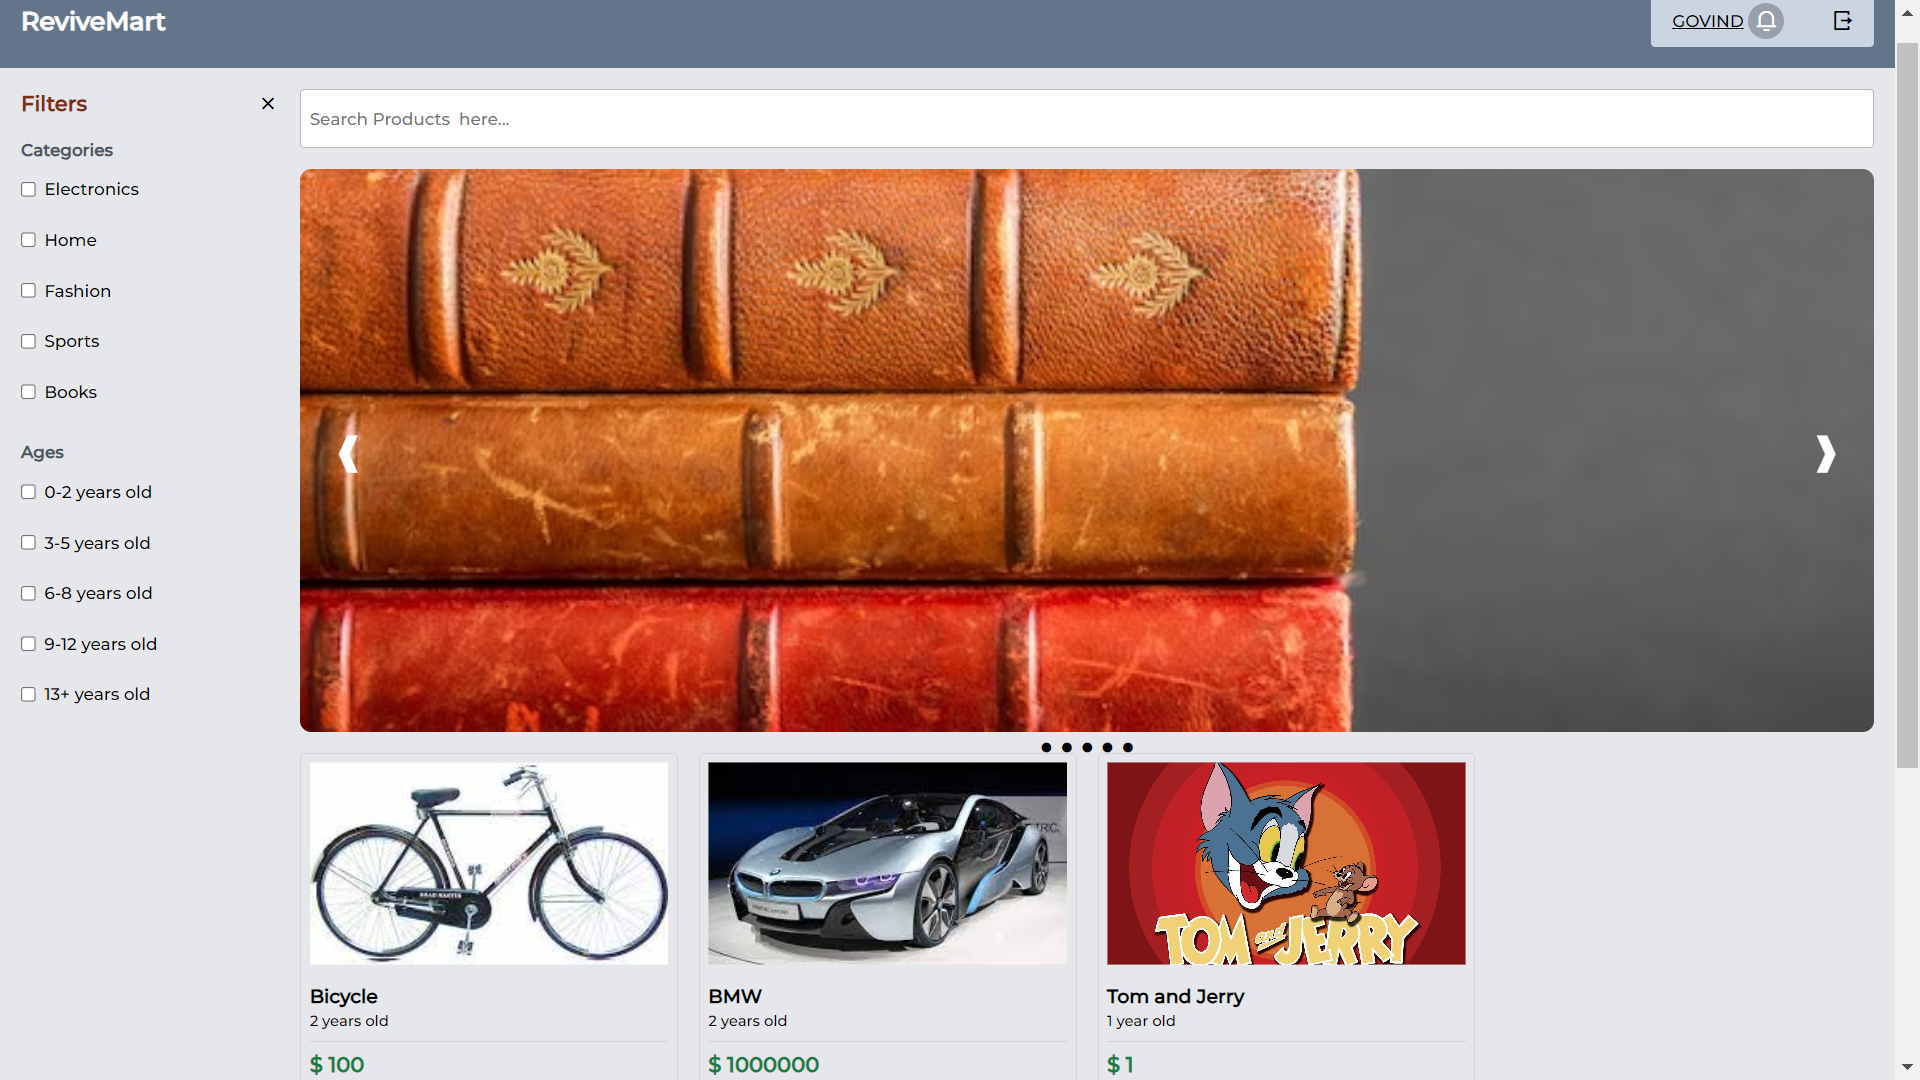 ReviveMart
GOVIND
Filters
Search Products  here...
Categories
Electronics
Home
Fashion
Sports
Books
Ages
0-2 years old
3-5 years old
6-8 years old
9-12 years old
13+ years old
TOM and JERRY
Bicycle
2 years old
$ 100
BMW
2 years old
$ 1000000
Tom and Jerry
1 year old
$ 1